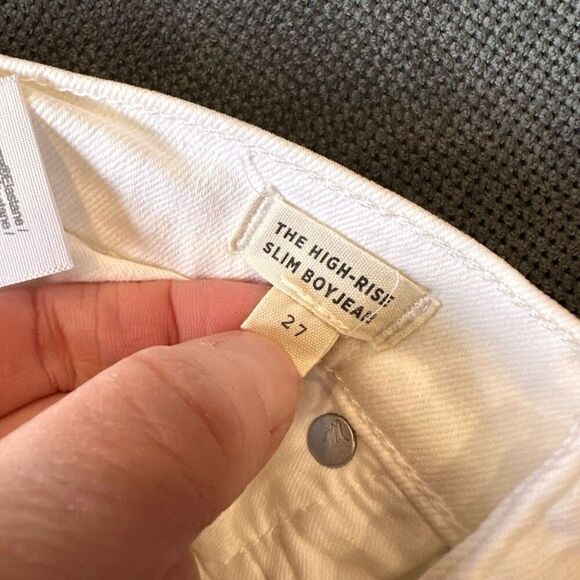 THE HIGH-RISE
SLIM BOYJEAN
27